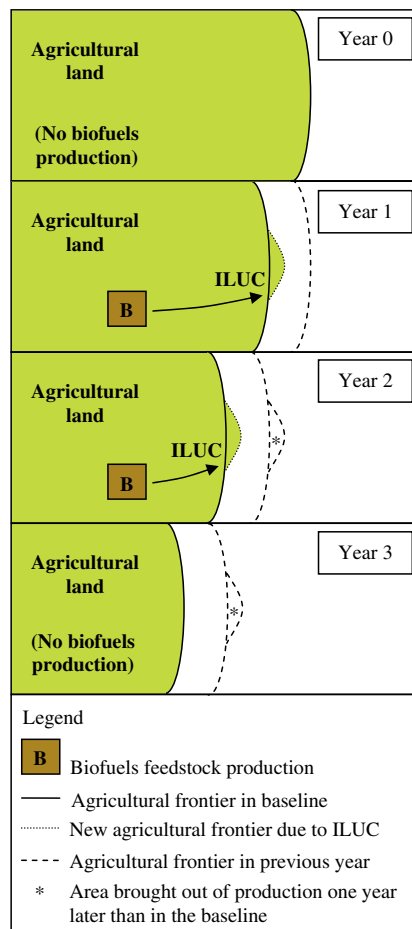 Year 0
Agricultural
land
(No biofuels
production)
Year 1
Agricultural
land
ILUC
B
Year 2
Agricultural
land
*
ILUC
B
Year 3
Agricultural
land
*
(No biofuels
production)
Legend
B Biofuels feedstock production
Agricultural frontier in baseline
New agricultural frontier due to ILUC
Agricultural frontier in previous year
* Area brought out of production one year
later than in the baseline